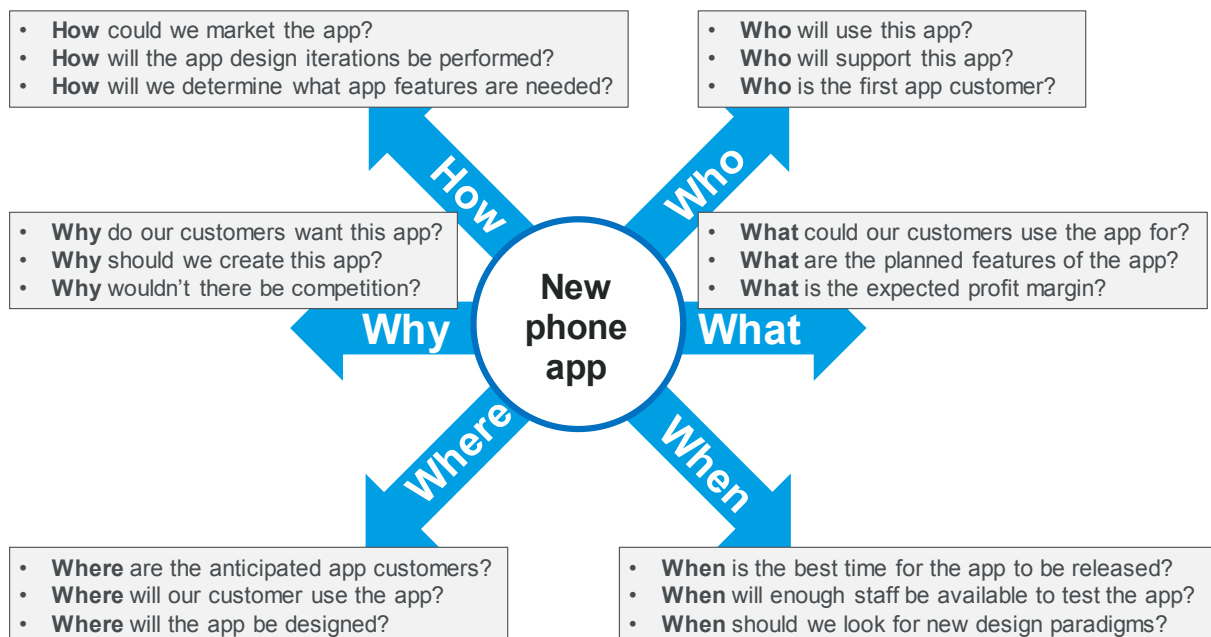 • How could we market the app?
• How will the app design iterations be performed?
• How will we determine what app features are needed?
• Who will use this app?
• Who will support this app?
• Who is the first app customer?
How
Who
• Why do our customers want this app?
• Why should we create this app?
• Why wouldn't there be competition?
• What could our customers use the app for?
• What are the planned features of the app?
• What is the expected profit margin?
Why
New
phone
app
What
Where
When
• Where are the anticipated app customers?
• Where will our customer use the app?
• Where will the app be designed?
• When is the best time for the app to be released?
• When will enough staff be available to test the app?
• When should we look for new design paradigms?